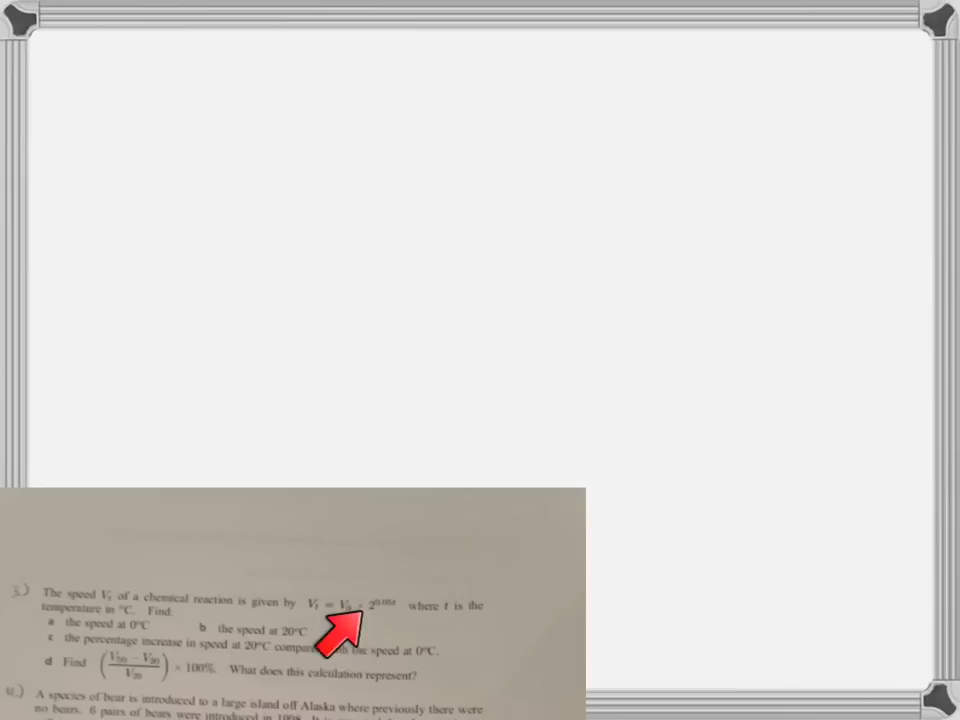 3.) The speed Vₜ of a chemical reaction is given by Vₜ = V₀ × 2^0.05t where t is the
temperature in °C. Find:
a the speed at 0°C b the speed at 20°C
c the percentage increase in speed at 20°C the speed at 0°C.
d Find ((V₅₀ − V₂₀)/V₂₀) × 100%. What does this calculation represent?
4.) A species of bear is introduced to a large island off Alaska where previously there were
no bears. 6 pairs of bears were introduced in 1998.